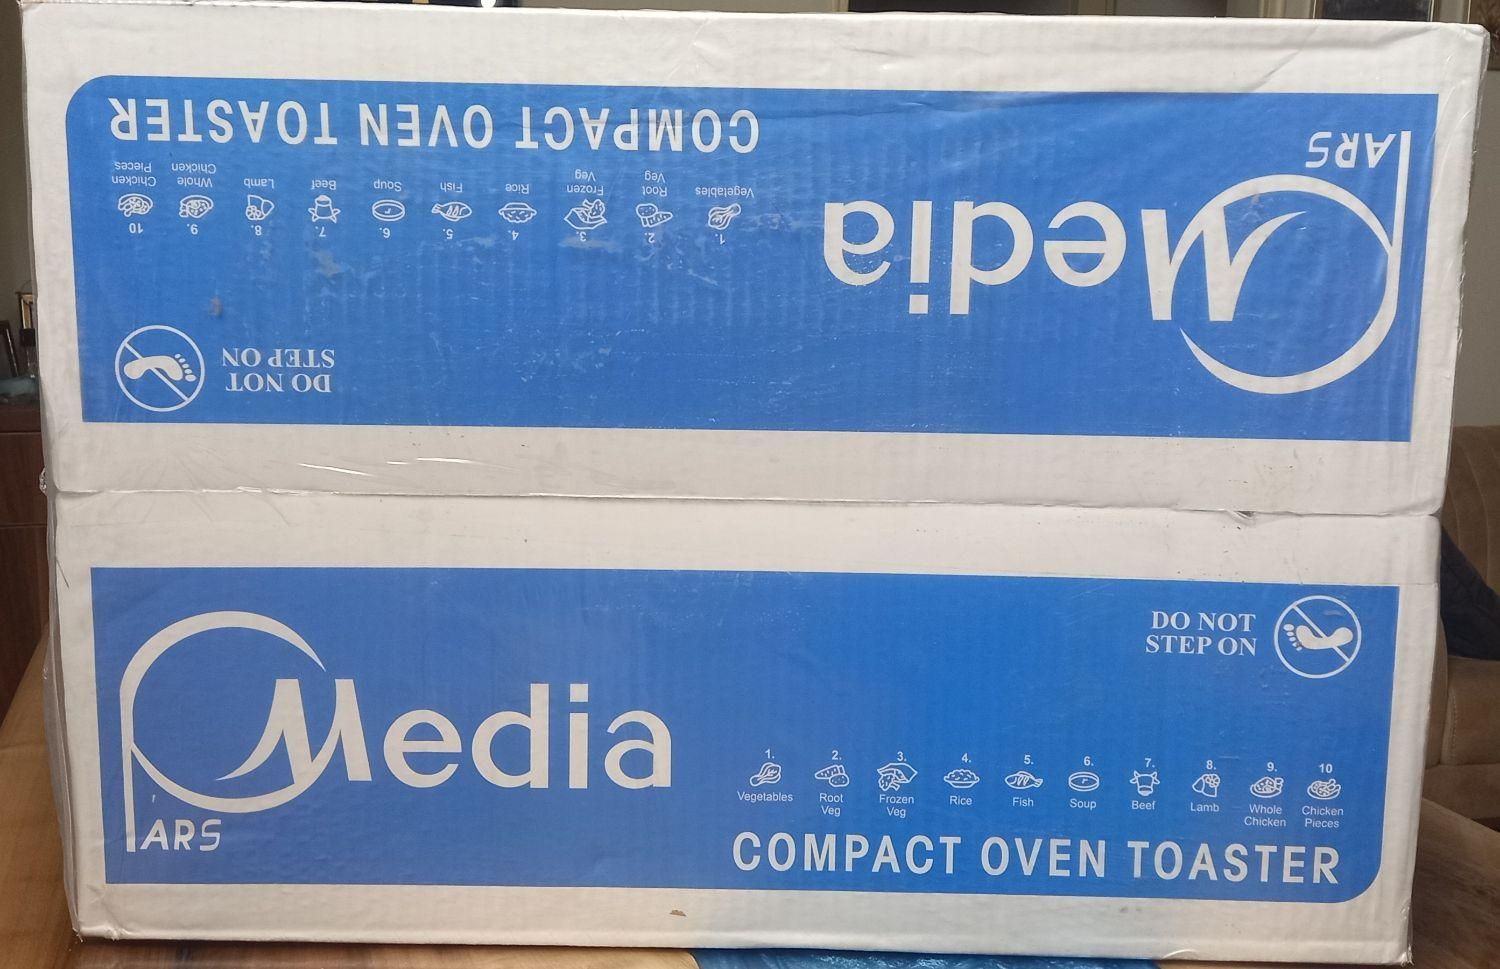 COMPACT OVEN TOASTER
1.
Vegetables
2.
Root
Veg
3.
Frozen
Veg
4.
Rice
5.
Fish
6.
Soup
7.
Beef
8.
Lamb
9.
Whole
Chicken
10
Chicken
Pieces
DO NOT
STEP ON
Media
ARS
Media
ARS
DO NOT
STEP ON
1.
Vegetables
2.
Root
Veg
3.
Frozen
Veg
4.
Rice
5.
Fish
6.
Soup
7.
Beef
8.
Lamb
9.
Whole
Chicken
10
Chicken
Pieces
COMPACT OVEN TOASTER